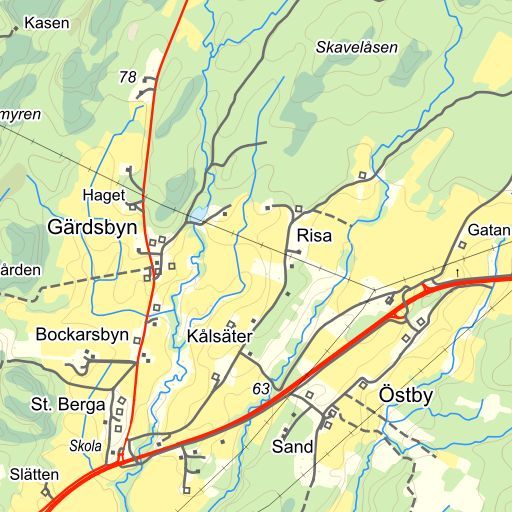 Kasen
Skavelåsen
78
myren
Haget
Gärdsbyn
Risa
Gatan
ården
Bockarsbyn
Kålsäter
63
Östby
St. Berga
Skola
Sand
Slätten